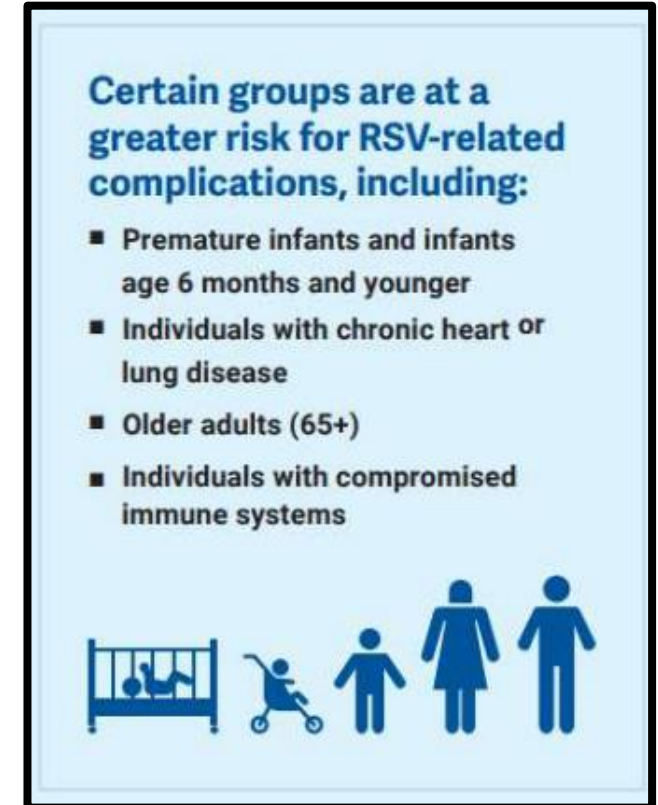 Certain groups are at a
greater risk for RSV-related
complications, including:
▪ Premature infants and infants
age 6 months and younger
▪ Individuals with chronic heart or
lung disease
▪ Older adults (65+)
▪ Individuals with compromised
immune systems